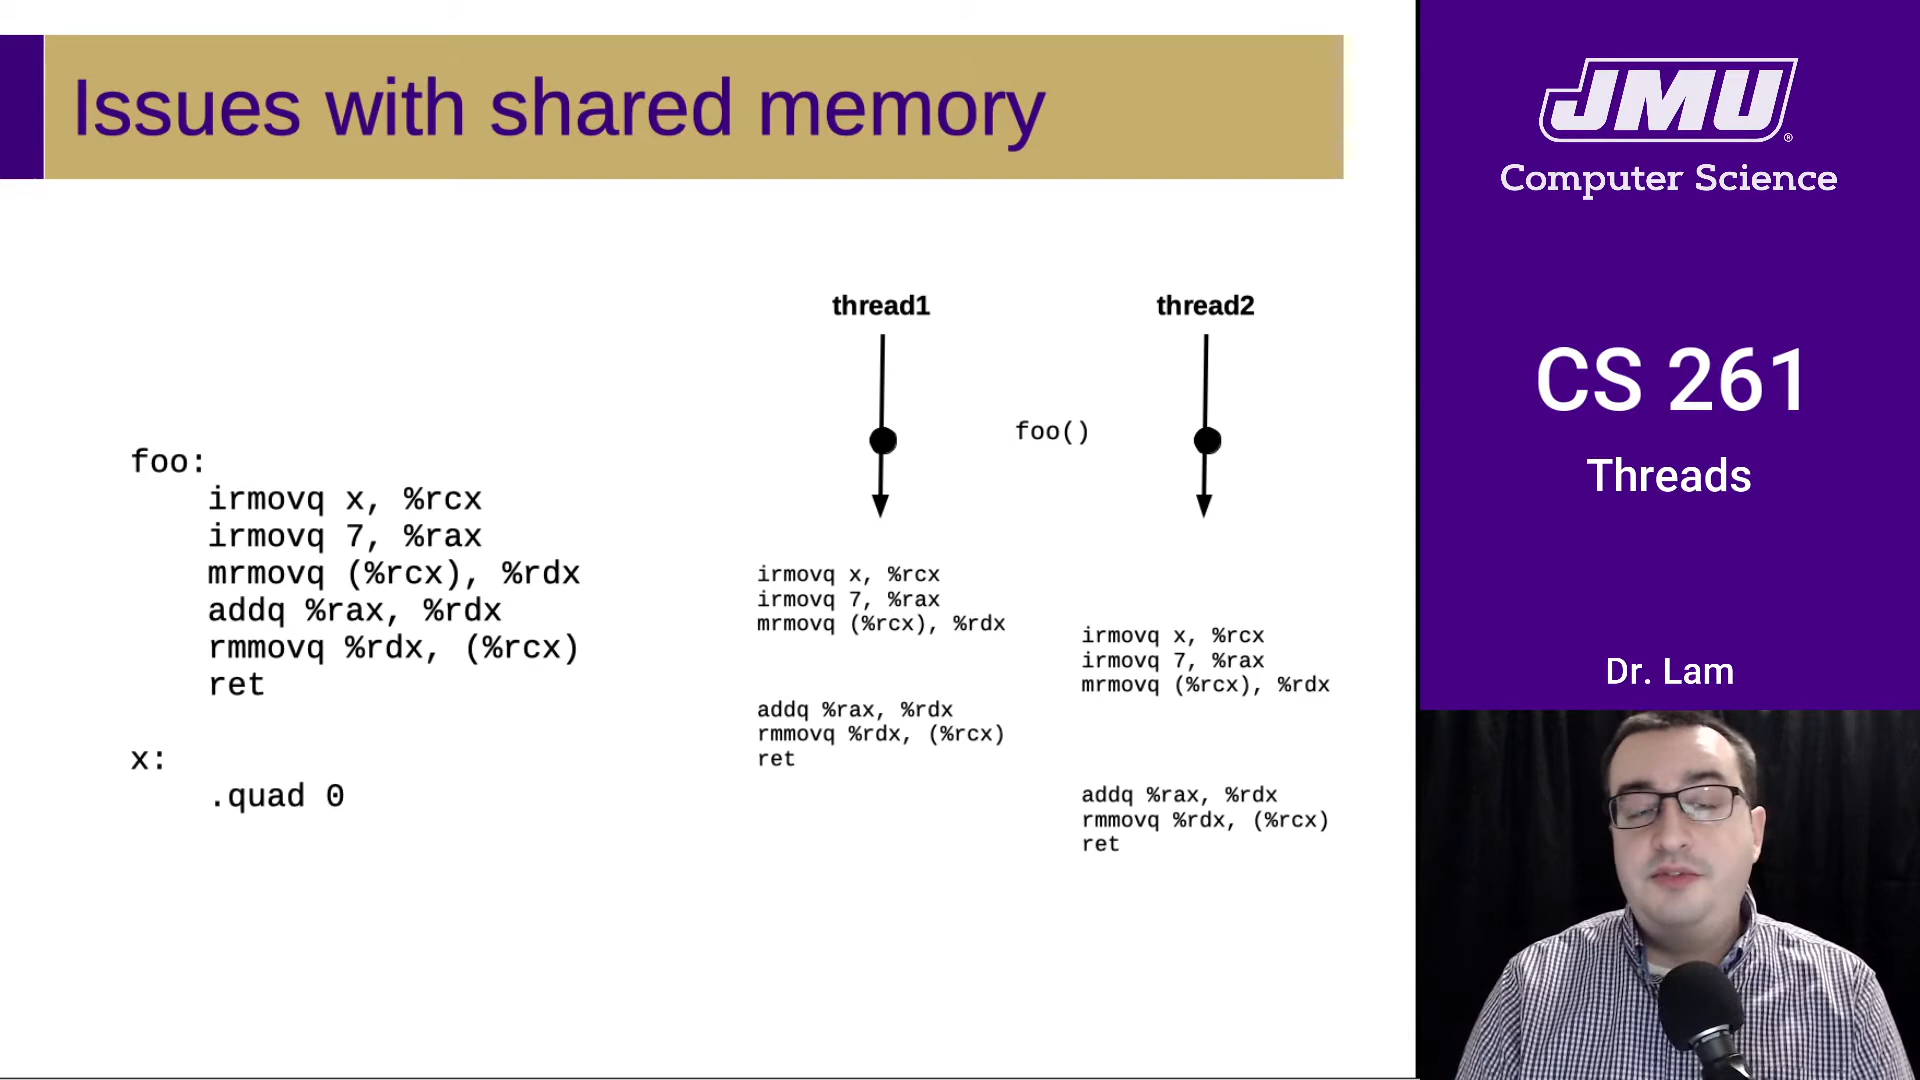 Issues with shared memory
foo:
irmovq x, %rcx
irmovq 7, %rax
mrmovq (%rcx), %rdx
addq %rax, %rdx
rmmovq %rdx, (%rcx)
ret
x:
.quad 0
thread1
thread2
foo()
irmovq x, %rcx
irmovq 7, %rax
mrmovq (%rcx), %rdx
irmovq x, %rcx
irmovq 7, %rax
mrmovq (%rcx), %rdx
addq %rax, %rdx
rmmovq %rdx, (%rcx)
ret
addq %rax, %rdx
rmmovq %rdx, (%rcx)
ret
JMU®
Computer Science
CS 261
Threads
Dr. Lam